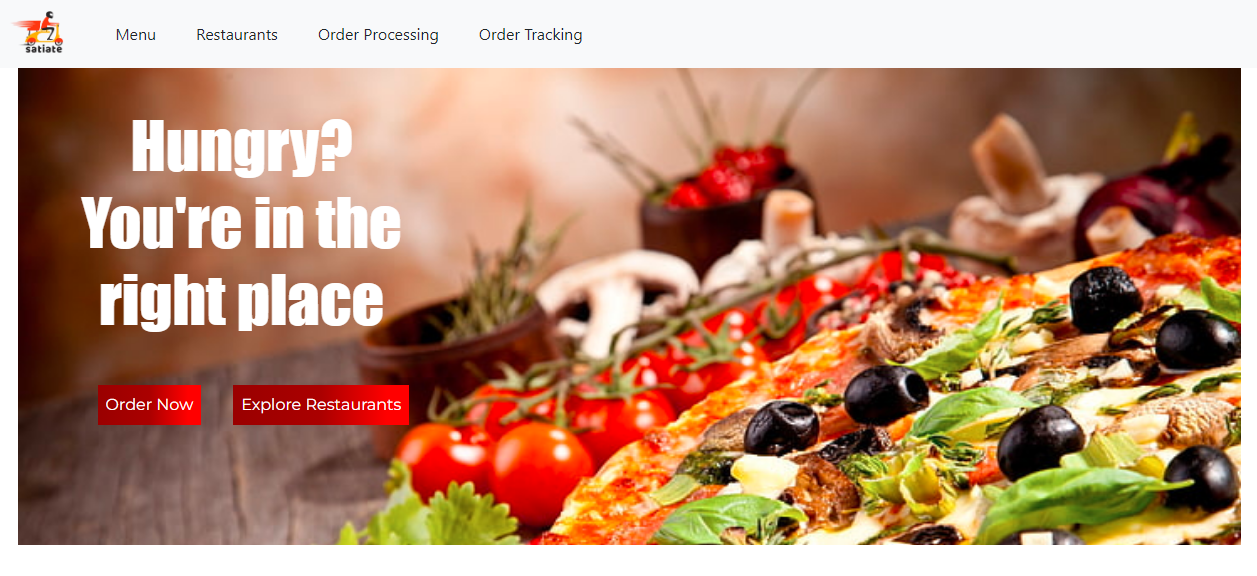 satiate
Menu
Restaurants
Order Processing
Order Tracking
Hungry?
You're in the
right place
Order Now
Explore Restaurants